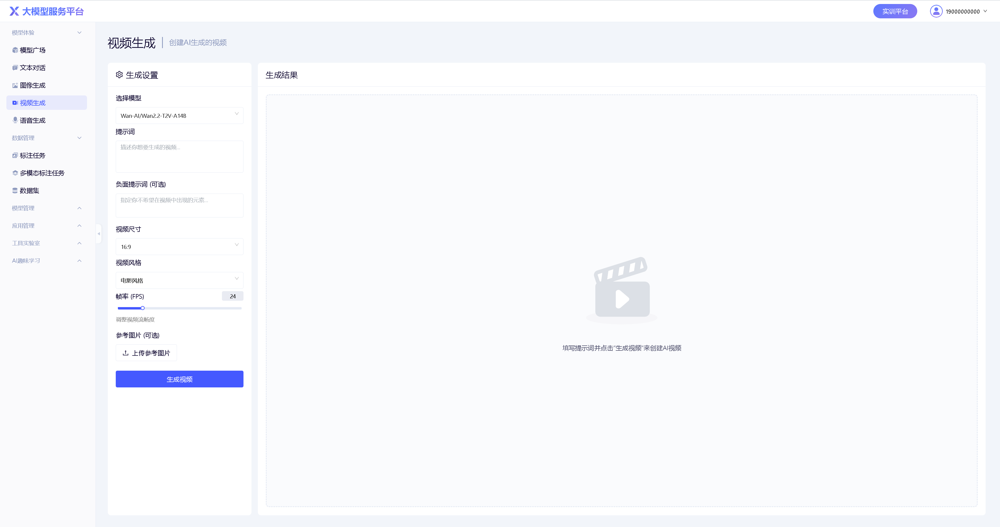 大模型服务平台
实训平台
19000000000
模型体验
模型广场
文本对话
图像生成
视频生成
语音生成
数据管理
标注任务
多模态标注任务
数据集
模型管理
应用管理
工具实验室
AI趣味学习
视频生成
创建AI生成的视频
生成设置
选择模型
Wan-AI/Wan2.2-T2V-A14B
提示词
描述你想要生成的视频...
负面提示词 (可选)
指定你不希望在视频中出现的元素...
视频尺寸
16:9
视频风格
电影风格
帧率 (FPS)
24
调整视频流畅度
参考图片 (可选)
上传参考图片
生成视频
生成结果
填写提示词并点击"生成视频"来创建AI视频